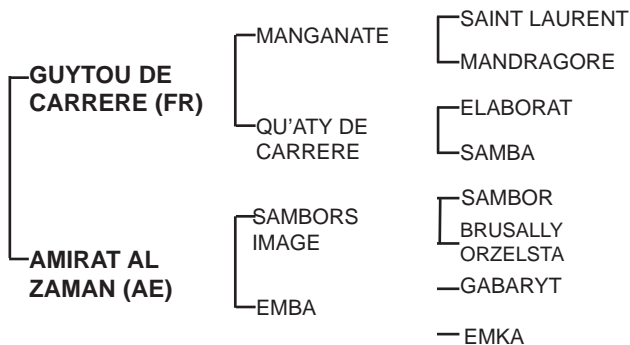 GUYTOU DE
CARRERE (FR)
AMIRAT AL
ZAMAN (AE)
MANGANATE
QU'ATY DE
CARRERE
SAMBORS
IMAGE
EMBA
SAINT LAURENT
MANDRAGORE
ELABORAT
SAMBA
SAMBOR
BRUSALLY
ORZELSTA
GABARYT
EMKA